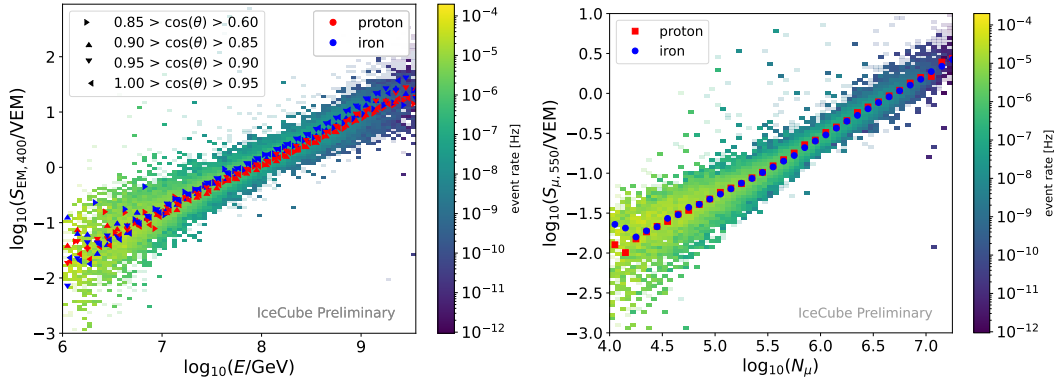 0.85 > cos(θ) > 0.60
0.90 > cos(θ) > 0.85
0.95 > cos(θ) > 0.90
1.00 > cos(θ) > 0.95
proton
iron
2
1
0
−1
−2
−3
log₁₀(S_EM, 400/VEM)
6
7
8
9
log₁₀(E/GeV)
IceCube Preliminary
10⁻⁴
10⁻⁵
10⁻⁶
10⁻⁷
10⁻⁸
10⁻⁹
10⁻¹⁰
10⁻¹¹
10⁻¹²
event rate [Hz]
proton
iron
1.0
0.5
0.0
−0.5
−1.0
−1.5
−2.0
−2.5
−3.0
log₁₀(S_μ, 550/VEM)
4.0
4.5
5.0
5.5
6.0
6.5
7.0
log₁₀(N_μ)
IceCube Preliminary
10⁻⁴
10⁻⁵
10⁻⁶
10⁻⁷
10⁻⁸
10⁻⁹
10⁻¹⁰
10⁻¹¹
10⁻¹²
event rate [Hz]